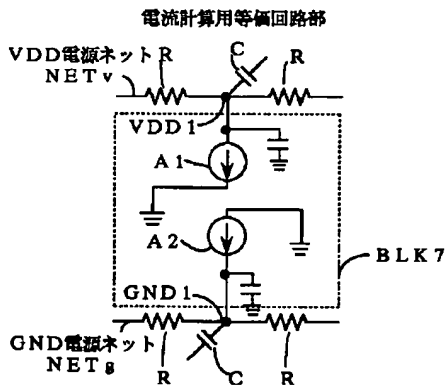 電流計算用等価回路部
VDD電源ネット
NETv
R
C
R
VDD1
A1
A2
BLK7
GND1
GND電源ネット
NETg
R
C
R